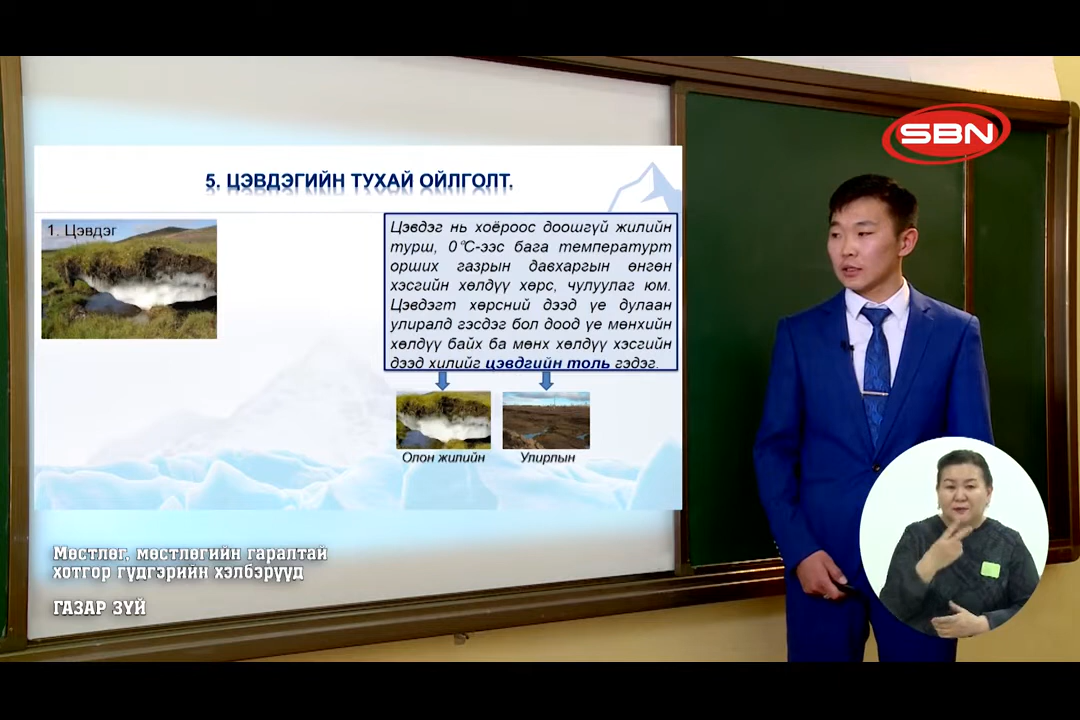 SBN
5. ЦЭВДЭГИЙН ТУХАЙ ОЙЛГОЛТ.
1. Цэвдэг
Цэвдэг нь хоёроос доошгүй жилийн
турш, 0℃-ээс бага температурт
орших газрын давхаргын өнгөн
хэсгийн хөлдүү хөрс, чулуулаг юм.
Цэвдэгт хөрсний дээд үе дулаан
улиралд гэсдэг бол доод үе мөнхийн
хөлдүү байх ба мөнх хөлдүү хэсгийн
дээд хилийг цэвдгийн толь гэдэг.
Олон жилийн
Улирлын
Мөстлөг, мөстлөгийн гаралтай
хотгор гүдгэрийн хэлбэрүүд
ГАЗАР ЗҮЙ